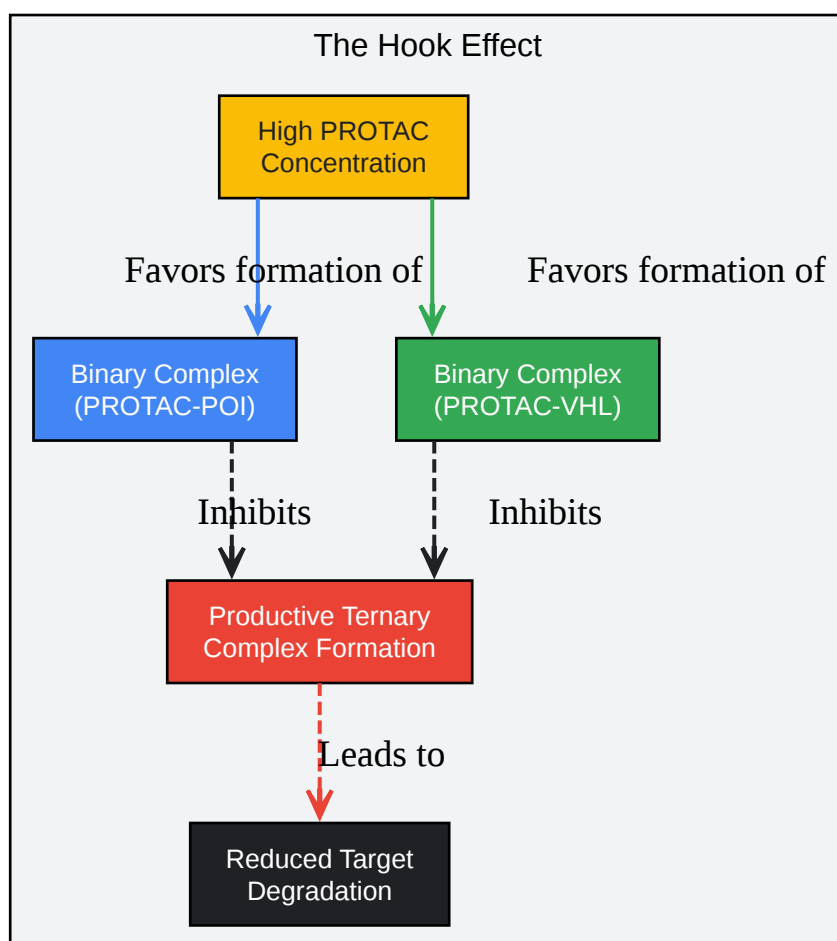 The Hook Effect
High PROTAC
Concentration
Favors formation of
Favors formation of
Binary Complex
(PROTAC-POI)
Binary Complex
(PROTAC-VHL)
Inhibits
Inhibits
Productive Ternary
Complex Formation
Leads to
Reduced Target
Degradation